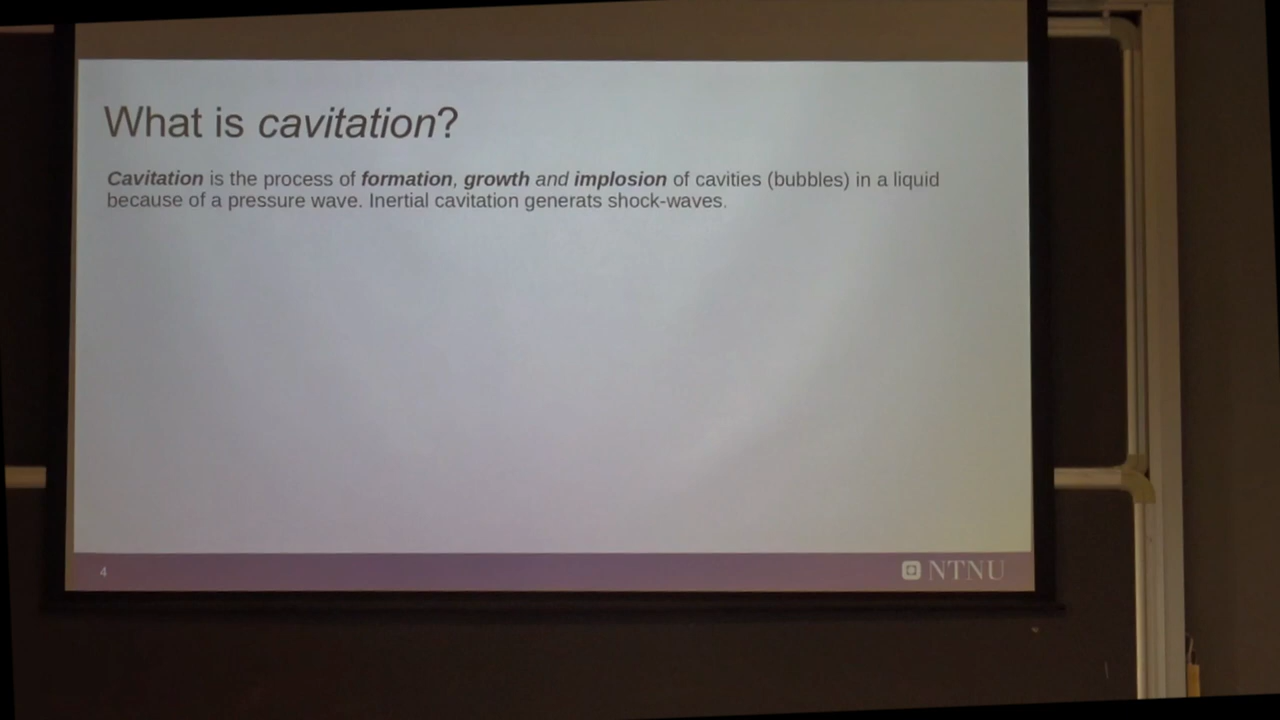 What is cavitation?
Cavitation is the process of formation, growth and implosion of cavities (bubbles) in a liquid
because of a pressure wave. Inertial cavitation generats shock-waves.
4
NTNU